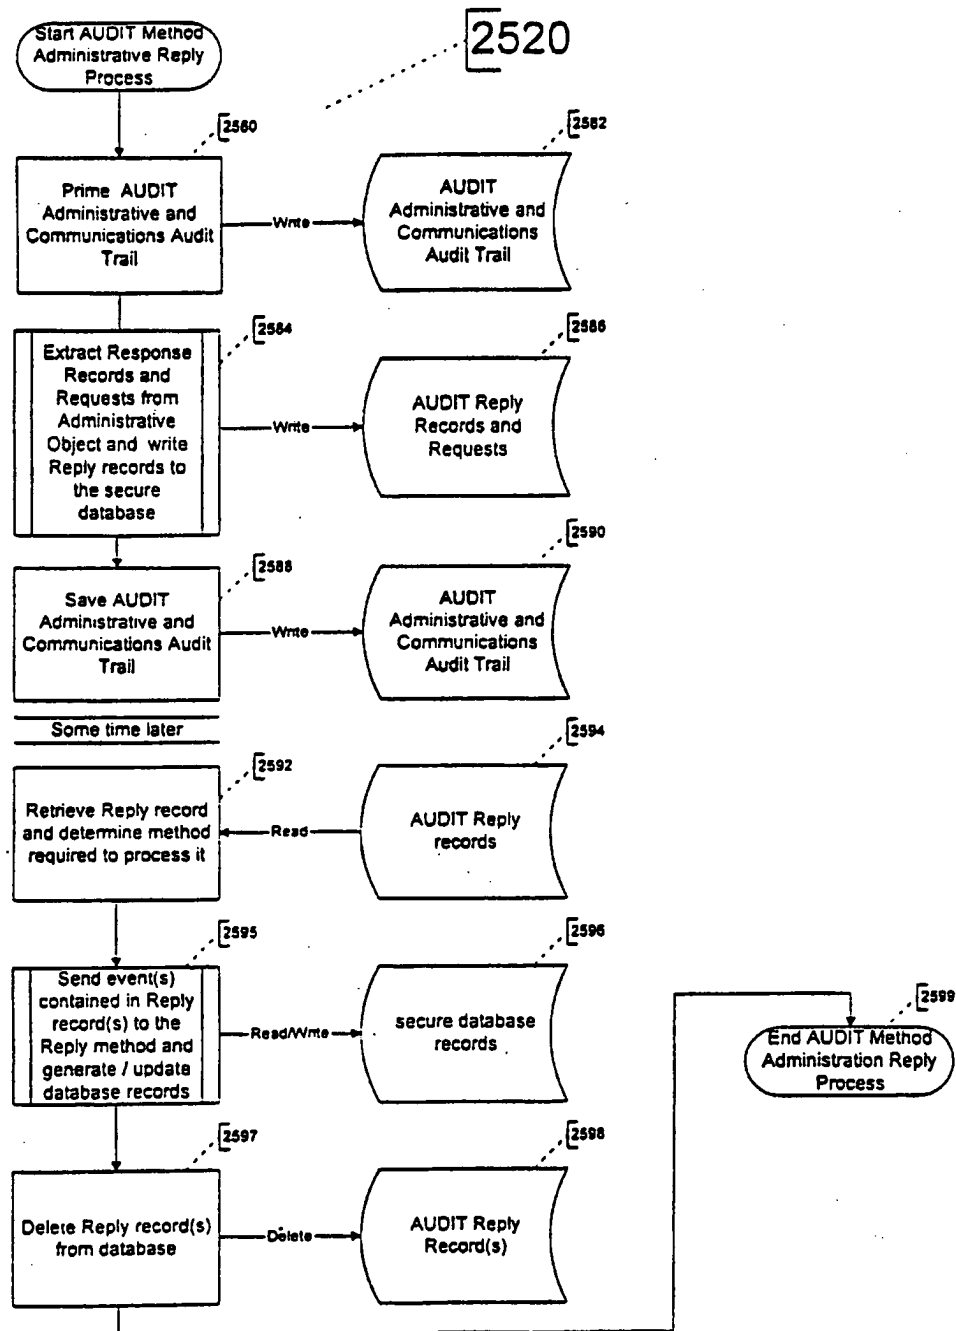 Start AUDIT Method
Administrative Reply
Process
2520
2560
Prime AUDIT
Administrative and
Communications Audit
Trail
Write
2582
AUDIT
Administrative and
Communications
Audit Trail
2584
Extract Response
Records and
Requests from
Administrative
Object and write
Reply records to
the secure
database
Write
2586
AUDIT Reply
Records and
Requests
2588
Save AUDIT
Administrative and
Communications Audit
Trail
Write
2590
AUDIT
Administrative and
Communications
Audit Trail
Some time later
2592
Retrieve Reply record
and determine method
required to process it
Read
2594
AUDIT Reply
records
2595
Send event(s)
contained in Reply
record(s) to the
Reply method and
generate / update
database records
Read/Write
2596
secure database
records
2599
End AUDIT Method
Administration Reply
Process
2597
Delete Reply record(s)
from database
Delete
2598
AUDIT Reply
Record(s)